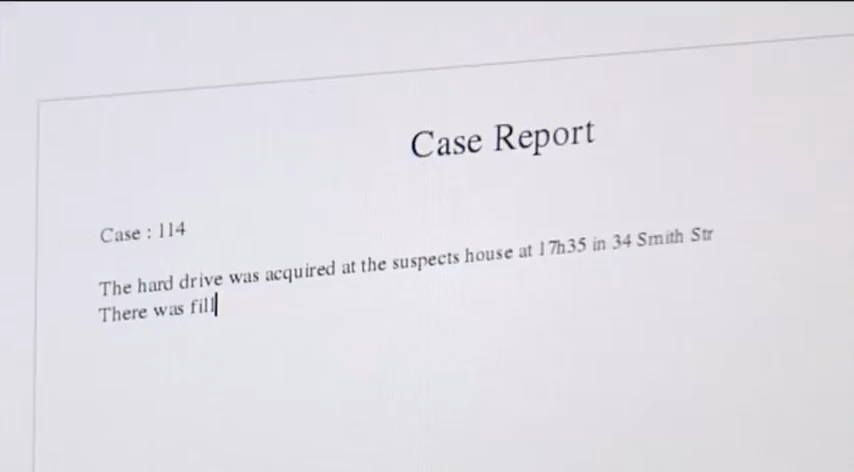 Case Report
Case : 114
The hard drive was acquired at the suspects house at 17h35 in 34 Smith Str
There was fill